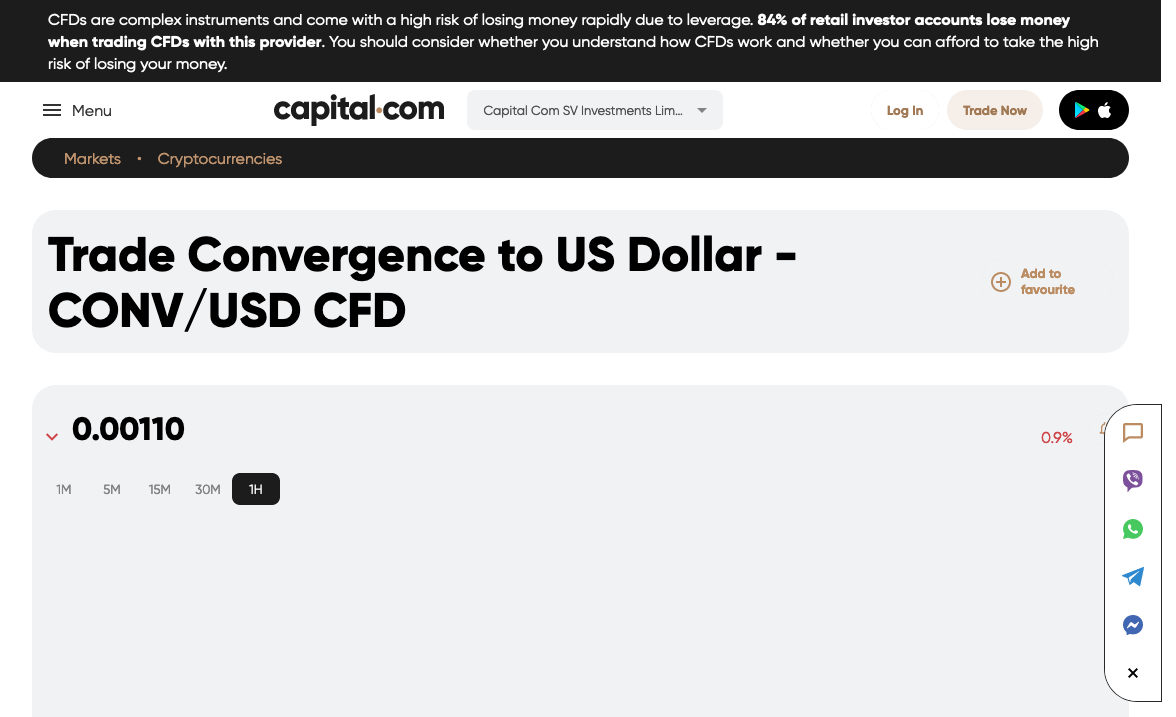 CFDs are complex instruments and come with a high risk of losing money rapidly due to leverage. 84% of retail investor accounts lose money
when trading CFDs with this provider. You should consider whether you understand how CFDs work and whether you can afford to take the high
risk of losing your money.
Menu
capital.com
Capital Com SV Investments Lim...
Log In
Trade Now
Markets • Cryptocurrencies
Trade Convergence to US Dollar -
CONV/USD CFD
Add to
favourite
0.00110
0.9%
1M 5M 15M 30M 1H